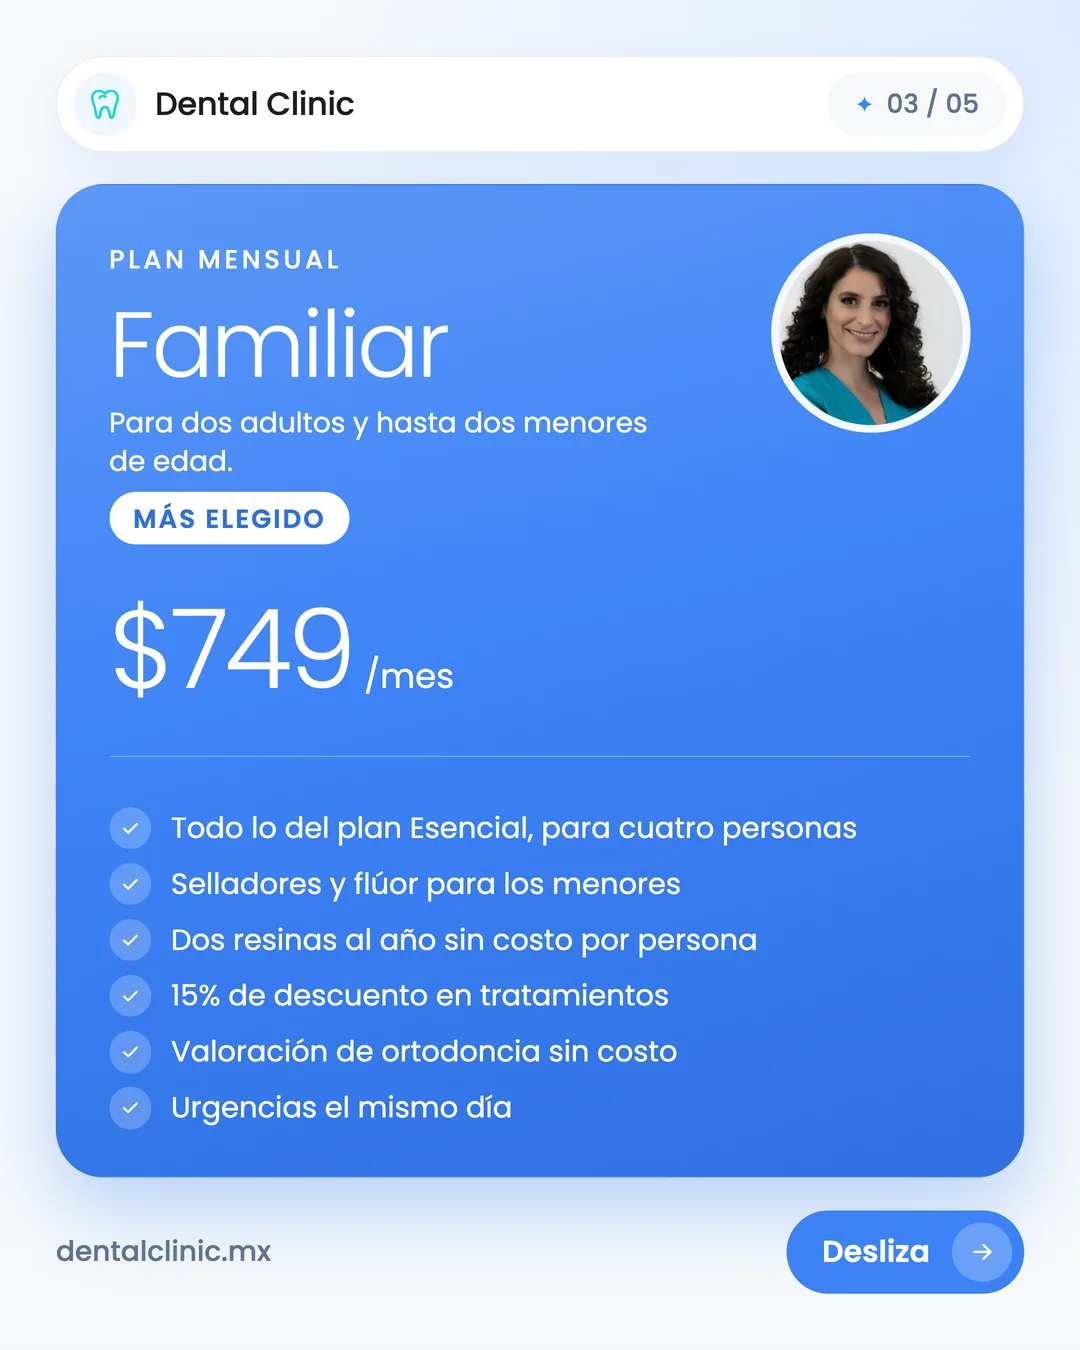 Dental Clinic
03 / 05
PLAN MENSUAL
Familiar
Para dos adultos y hasta dos menores
de edad.
MÁS ELEGIDO
$749 /mes
Todo lo del plan Esencial, para cuatro personas
Selladores y flúor para los menores
Dos resinas al año sin costo por persona
15% de descuento en tratamientos
Valoración de ortodoncia sin costo
Urgencias el mismo día
dentalclinic.mx
Desliza